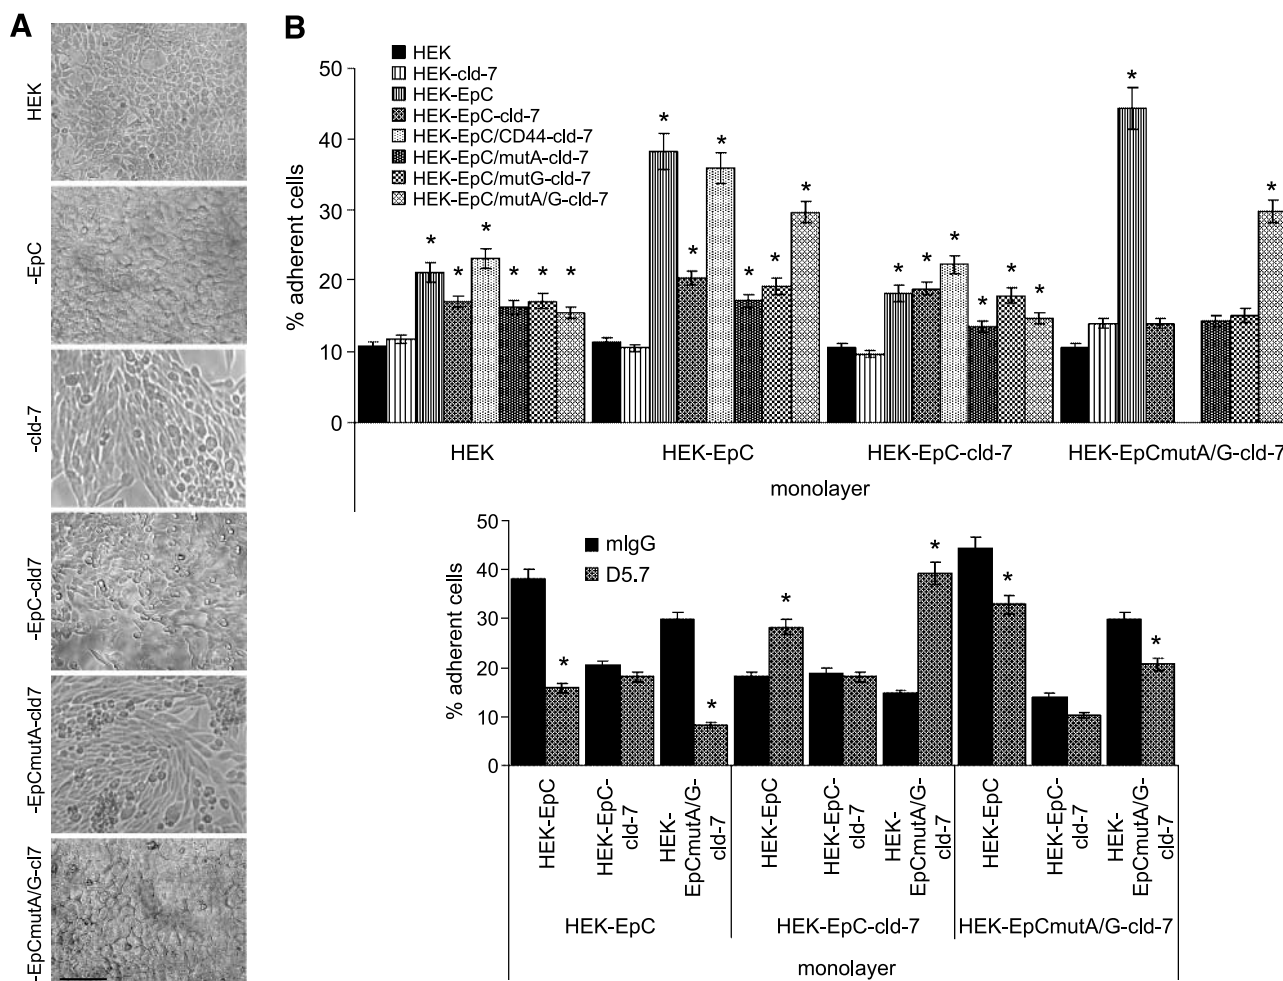 A
HEK
-EpC
-cld-7
-EpC-cld7
-EpCmutA-cld7
-EpCmutA/G-cl7
B
HEK
HEK-cld-7
HEK-EpC
HEK-EpC-cld-7
HEK-EpC/CD44-cld-7
HEK-EpC/mutA-cld-7
HEK-EpC/mutG-cld-7
HEK-EpC/mutA/G-cld-7
% adherent cells
50
40
30
20
10
0
* * * * * * *
* * * * * *
* * * * * *
* *
HEK
HEK-EpC
HEK-EpC-cld-7
HEK-EpCmutA/G-cld-7
monolayer
mIgG
D5.7
% adherent cells
50
40
30
20
10
0
* *
* *
* *
HEK-EpC
HEK-EpC-
cld-7
HEK-
EpCmutA/G-
cld-7
HEK-EpC
HEK-EpC-
cld-7
HEK-
EpCmutA/G-
cld-7
HEK-EpC
HEK-EpC-
cld-7
HEK-
EpCmutA/G-
cld-7
HEK-EpC
HEK-EpC-cld-7
HEK-EpCmutA/G-cld-7
monolayer